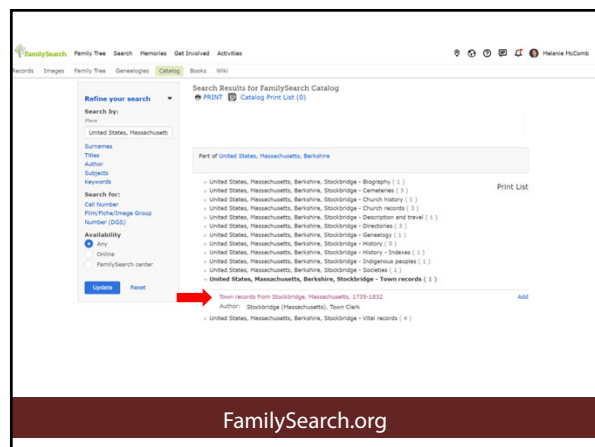 FamilySearch Family Tree Search Memories Get Involved Activities Melanie McComb
Records Images Family Tree Genealogies Catalog Books Wiki
Refine your search
Search by:
Place
United States, Massachusetts
Surnames
Titles
Author
Subjects
Keywords
Search for:
Call Number
Film/Fiche/Image Group
Number (DGS)
Availability
Any
Online
FamilySearch center
Update Reset
Search Results for FamilySearch Catalog
PRINT Catalog Print List (0)
Part of United States, Massachusetts, Berkshire
Print List
» United States, Massachusetts, Berkshire, Stockbridge - Biography ( 1 )
» United States, Massachusetts, Berkshire, Stockbridge - Cemeteries ( 3 )
» United States, Massachusetts, Berkshire, Stockbridge - Church history ( 1 )
» United States, Massachusetts, Berkshire, Stockbridge - Church records ( 3 )
» United States, Massachusetts, Berkshire, Stockbridge - Description and travel ( 1 )
» United States, Massachusetts, Berkshire, Stockbridge - Directories ( 3 )
» United States, Massachusetts, Berkshire, Stockbridge - Genealogy ( 1 )
» United States, Massachusetts, Berkshire, Stockbridge - History ( 5 )
» United States, Massachusetts, Berkshire, Stockbridge - History - Indexes ( 1 )
» United States, Massachusetts, Berkshire, Stockbridge - Indigenous peoples ( 1 )
» United States, Massachusetts, Berkshire, Stockbridge - Societies ( 1 )
» United States, Massachusetts, Berkshire, Stockbridge - Town records ( 1 )
Town records from Stockbridge, Massachusetts, 1735-1832 Add
Author: Stockbridge (Massachusetts). Town Clerk
» United States, Massachusetts, Berkshire, Stockbridge - Vital records ( 4 )
FamilySearch.org